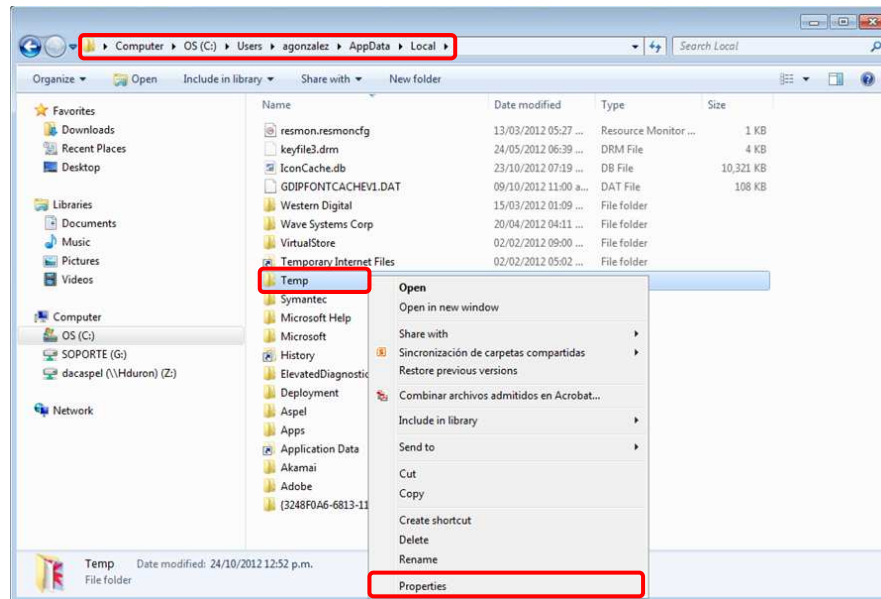 Computer ▸ OS (C:) ▸ Users ▸ agonzalez ▸ AppData ▸ Local ▸
Search Local
Organize ▾ Open Include in library ▾ Share with ▾ New folder
Favorites
Downloads
Recent Places
Desktop
Libraries
Documents
Music
Pictures
Videos
Computer
OS (C:)
SOPORTE (G:)
dacaspel (\\Hduron) (Z:)
Network
Name Date modified Type Size
resmon.resmoncfg 13/03/2012 05:27 ... Resource Monitor ... 1 KB
keyfile3.drm 24/05/2012 06:39 ... DRM File 4 KB
IconCache.db 23/10/2012 07:19 ... DB File 10,321 KB
GDIPFONTCACHEV1.DAT 09/10/2012 11:00 a... DAT File 108 KB
Western Digital 15/03/2012 01:09 ... File folder
Wave Systems Corp 20/04/2012 04:11 ... File folder
VirtualStore 02/02/2012 09:00 ... File folder
Temporary Internet Files 02/02/2012 05:02 ... File folder
Temp
Symantec
Microsoft Help
Microsoft
History
ElevatedDiagnostic
Deployment
Aspel
Apps
Application Data
Akamai
Adobe
{3248F0A6-6813-11
Open
Open in new window
Share with
Sincronización de carpetas compartidas
Restore previous versions
Combinar archivos admitidos en Acrobat...
Include in library
Send to
Cut
Copy
Create shortcut
Delete
Rename
Properties
Temp Date modified: 24/10/2012 12:52 p.m.
File folder